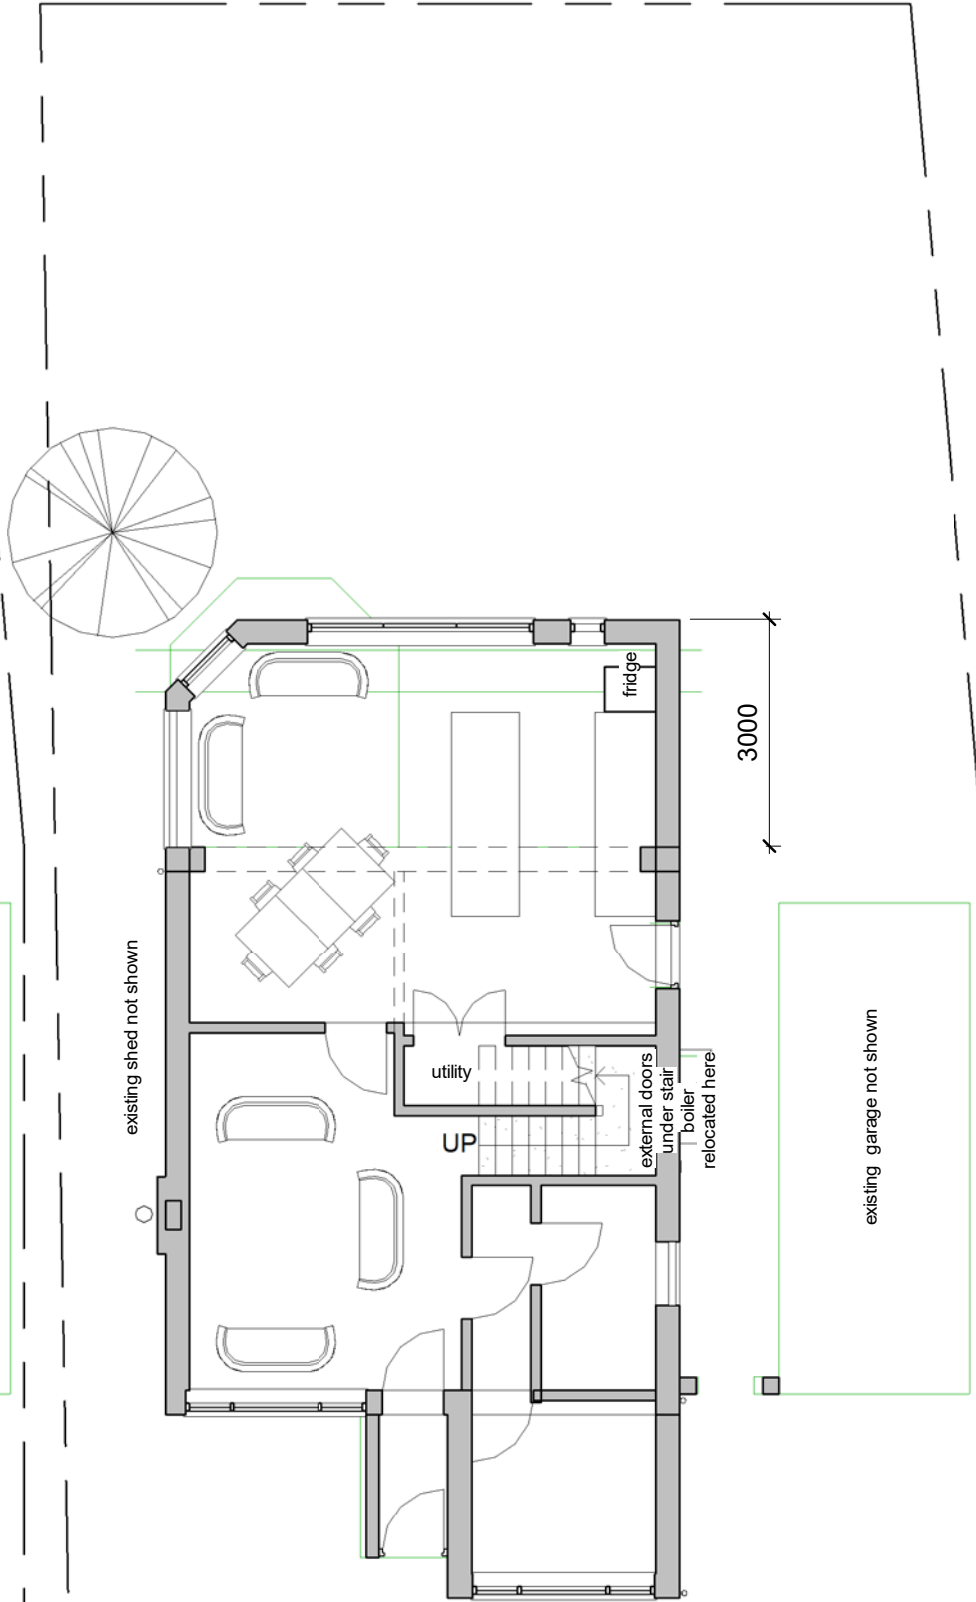 fridge
3000
existing shed not shown
utility
UP
external doors
under stair
boiler
relocated here
existing garage not shown